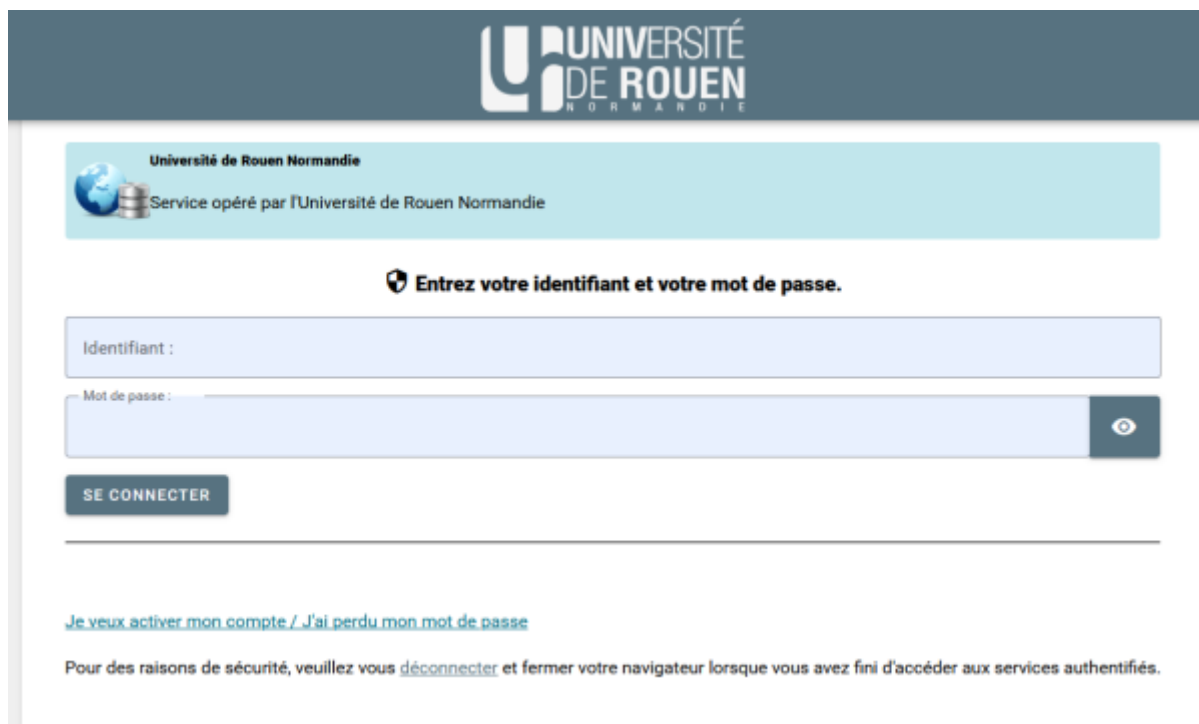 UNIVERSITÉ
DE ROUEN
NORMANDIE
Université de Rouen Normandie
Service opéré par l'Université de Rouen Normandie
Entrez votre identifiant et votre mot de passe.
Identifiant :
Mot de passe :
SE CONNECTER
Je veux activer mon compte / J'ai perdu mon mot de passe
Pour des raisons de sécurité, veuillez vous déconnecter et fermer votre navigateur lorsque vous avez fini d'accéder aux services authentifiés.